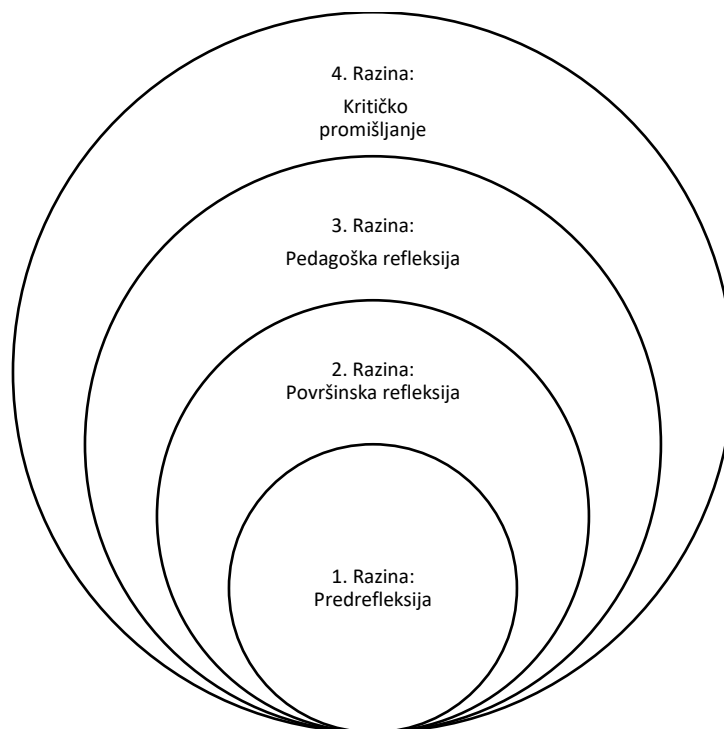 4. Razina:
Kritičko
promišljanje
3. Razina:
Pedagoška refleksija
2. Razina:
Površinska refleksija
1. Razina:
Predrefleksija